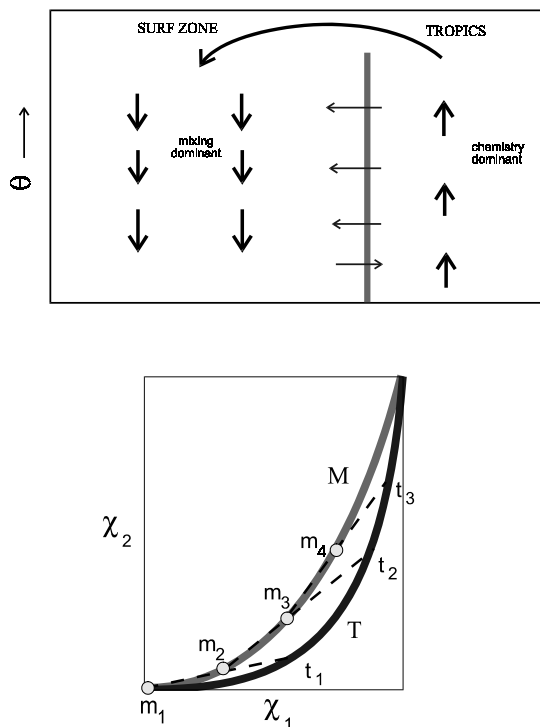 SURF ZONE
TROPICS
mixing
dominant
chemistry
dominant
θ
M
t₃
χ₂
m₄
t₂
m₃
T
m₂
t₁
m₁
χ₁